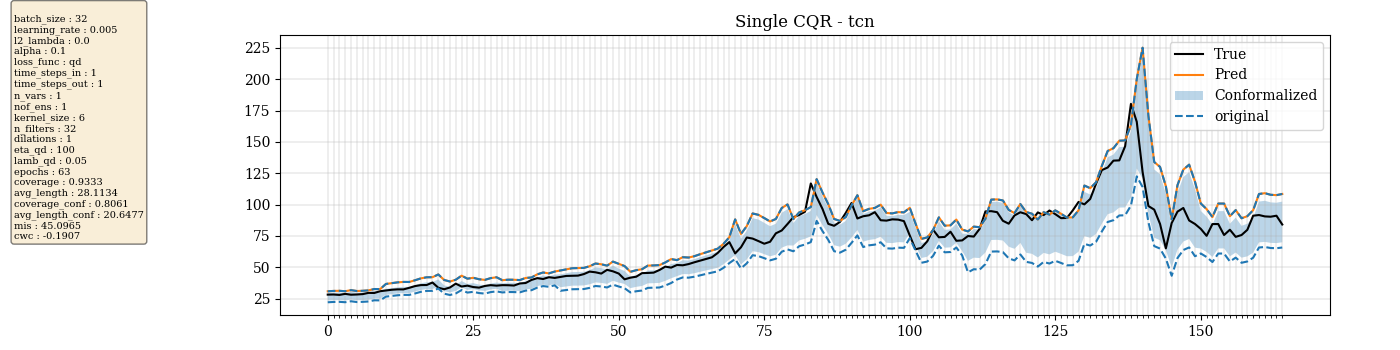 batch_size : 32
learning_rate : 0.005
l2_lambda : 0.0
alpha : 0.1
loss_func : qd
time_steps_in : 1
time_steps_out : 1
n_vars : 1
nof_ens : 1
kernel_size : 6
n_filters : 32
dilations : 1
eta_qd : 100
lamb_qd : 0.05
epochs : 63
coverage : 0.9333
avg_length : 28.1134
coverage_conf : 0.8061
avg_length_conf : 20.6477
mis : 45.0965
cwc : -0.1907
Single CQR - tcn
225
200
175
150
125
100
75
50
25
0 25 50 75 100 125 150
True
Pred
Conformalized
original